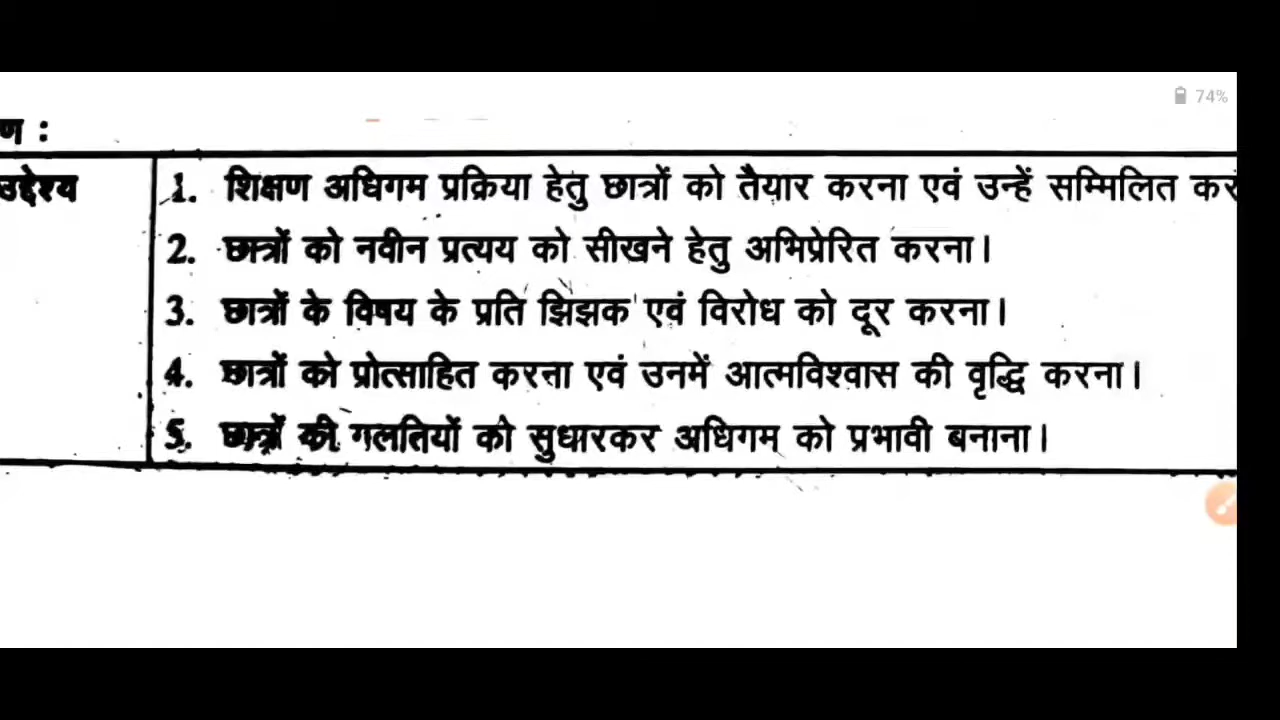 74%
ण :
उद्देश्य
1. शिक्षण अधिगम प्रक्रिया हेतु छात्रों को तैयार करना एवं उन्हें सम्मिलित
2. छात्रों को नवीन प्रत्यय को सीखने हेतु अभिप्रेरित करना।
3. छात्रों के विषय के प्रति झिझक एवं विरोध को दूर करना।
4. छात्रों को प्रोत्साहित करना एवं उनमें आत्मविश्वास की वृद्धि करना।
5. छात्रों की गलतियों को सुधारकर अधिगम को प्रभावी बनाना।